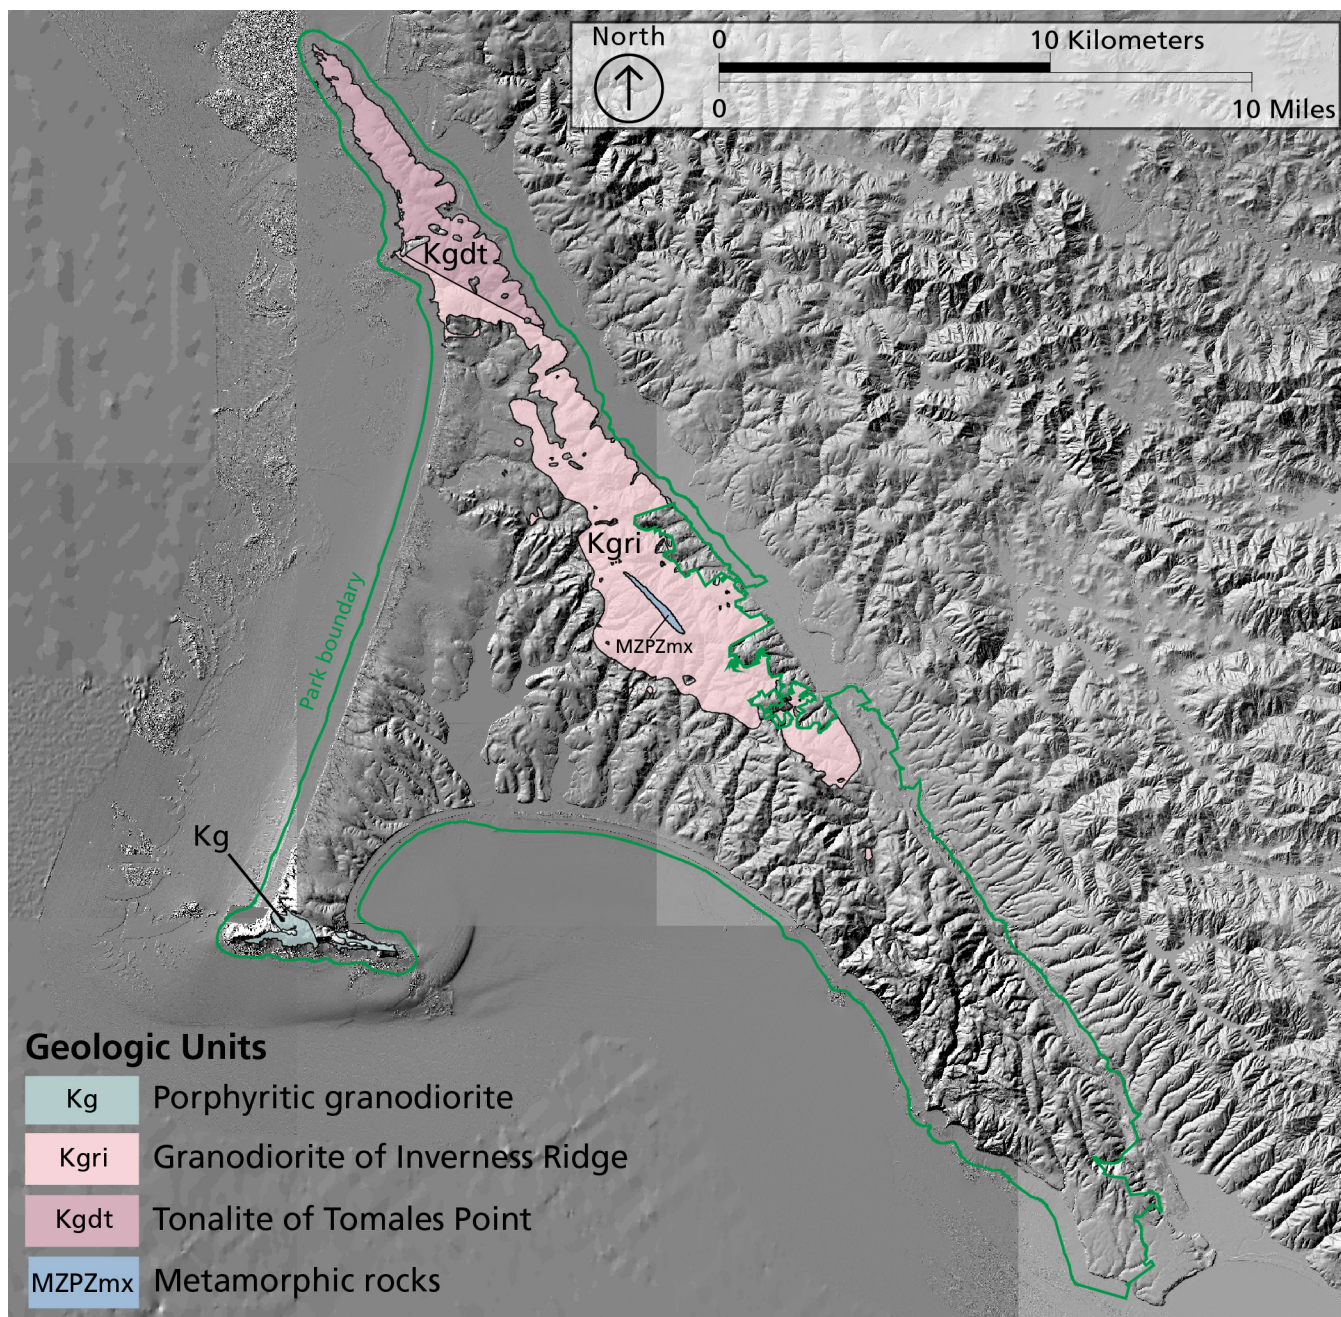 North
0 10 Kilometers
0 10 Miles
Kgdt
Kgri
MZPZmx
Park boundary
Kg
Geologic Units
Kg Porphyritic granodiorite
Kgri Granodiorite of Inverness Ridge
Kgdt Tonalite of Tomales Point
MZPZmx Metamorphic rocks